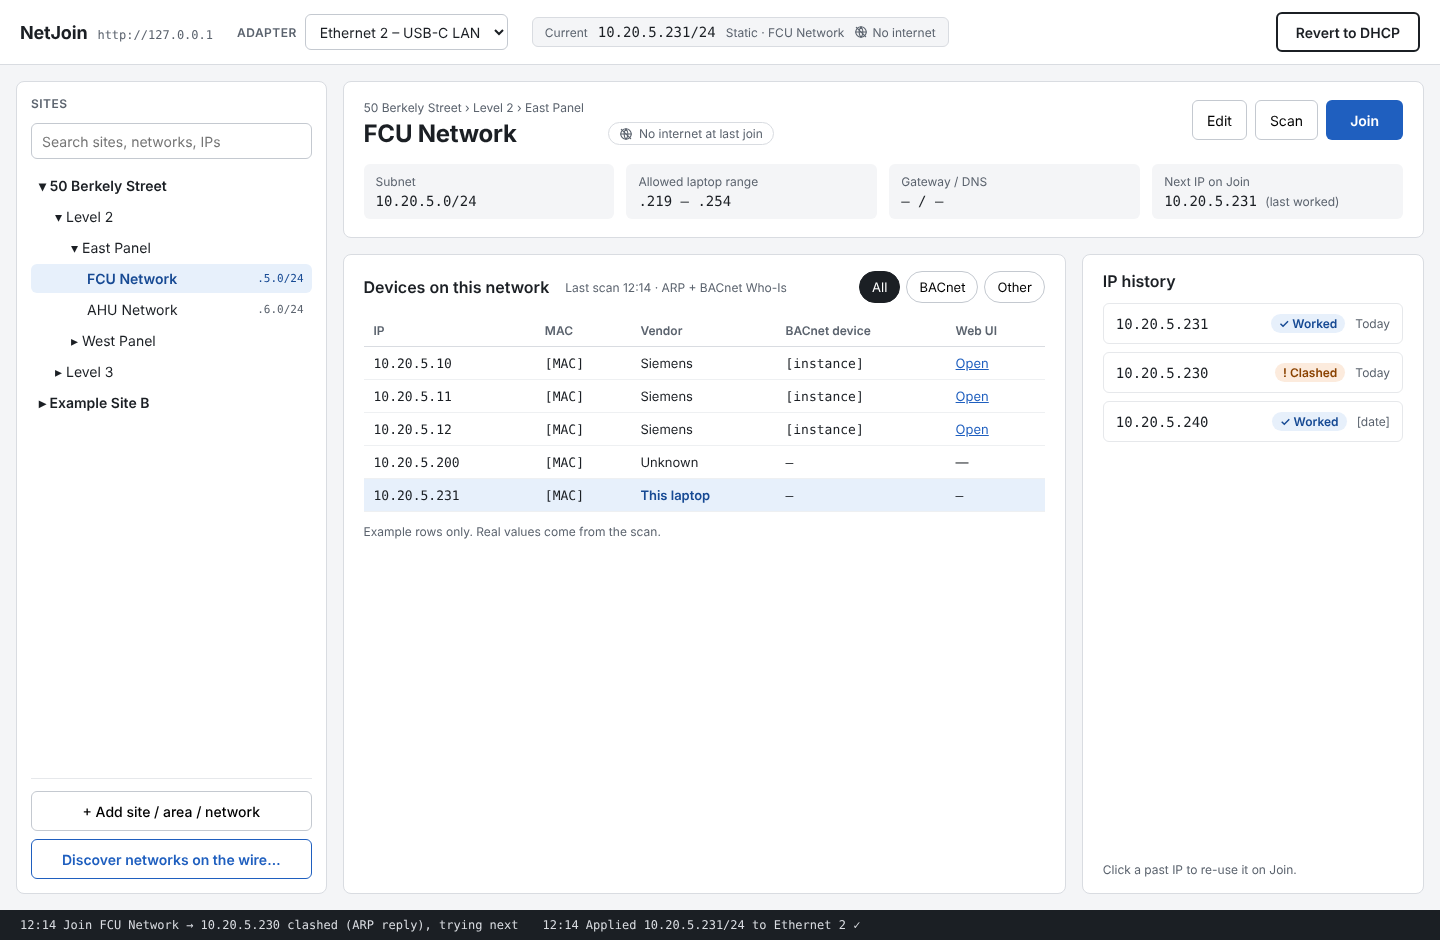 NetJoin http://127.0.0.1 ADAPTER Ethernet 2 – USB-C LAN Current 10.20.5.231/24 Static · FCU Network No internet Revert to DHCP
SITES
Search sites, networks, IPs
▾ 50 Berkely Street
▾ Level 2
▾ East Panel
FCU Network .5.0/24
AHU Network .6.0/24
▸ West Panel
▸ Level 3
▸ Example Site B
+ Add site / area / network
Discover networks on the wire…
50 Berkely Street › Level 2 › East Panel
FCU Network No internet at last join
Edit Scan Join
Subnet
10.20.5.0/24
Allowed laptop range
.219 – .254
Gateway / DNS
– / –
Next IP on Join
10.20.5.231 (last worked)
Devices on this network Last scan 12:14 · ARP + BACnet Who-Is All BACnet Other
IP MAC Vendor BACnet device Web UI
10.20.5.10 [MAC] Siemens [instance] Open
10.20.5.11 [MAC] Siemens [instance] Open
10.20.5.12 [MAC] Siemens [instance] Open
10.20.5.200 [MAC] Unknown – —
10.20.5.231 [MAC] This laptop – –
Example rows only. Real values come from the scan.
IP history
10.20.5.231 ✓ Worked Today
10.20.5.230 ! Clashed Today
10.20.5.240 ✓ Worked [date]
Click a past IP to re-use it on Join.
12:14 Join FCU Network → 10.20.5.230 clashed (ARP reply), trying next 12:14 Applied 10.20.5.231/24 to Ethernet 2 ✓